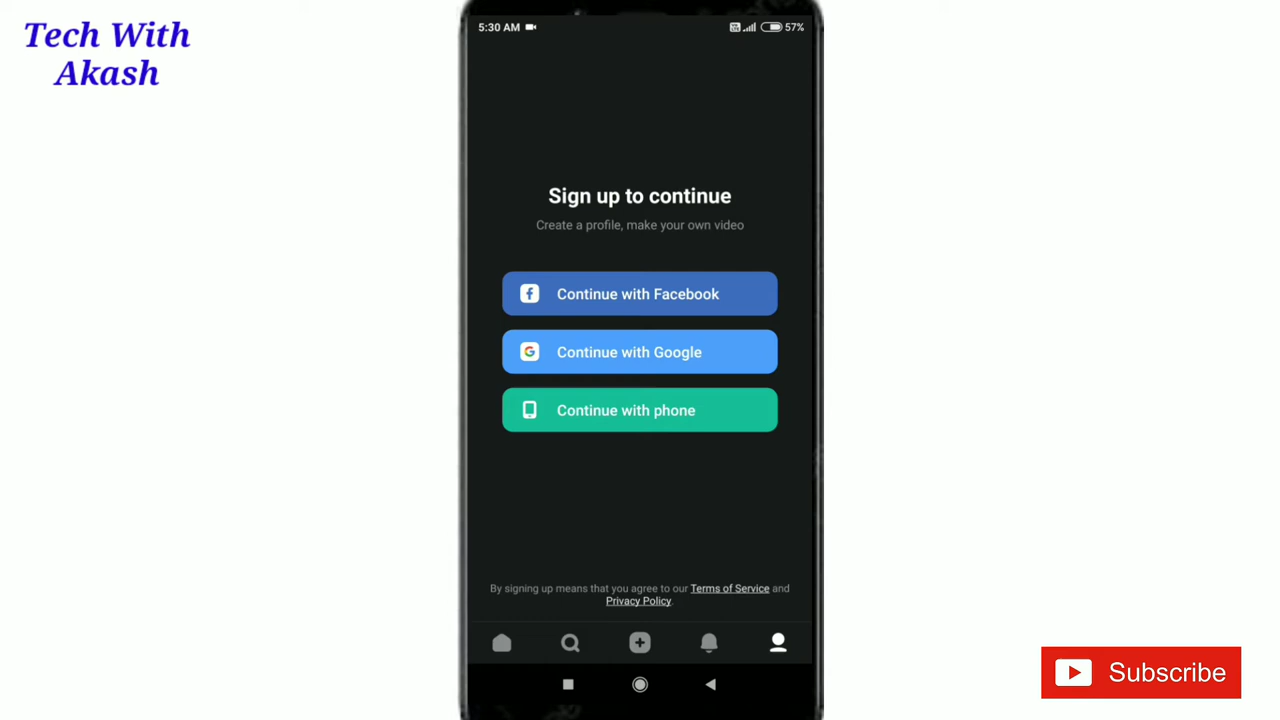 Tech With
Akash
5:30 AM
57%
Sign up to continue
Create a profile, make your own video
Continue with Facebook
Continue with Google
Continue with phone
By signing up means that you agree to our Terms of Service and
Privacy Policy.
Subscribe